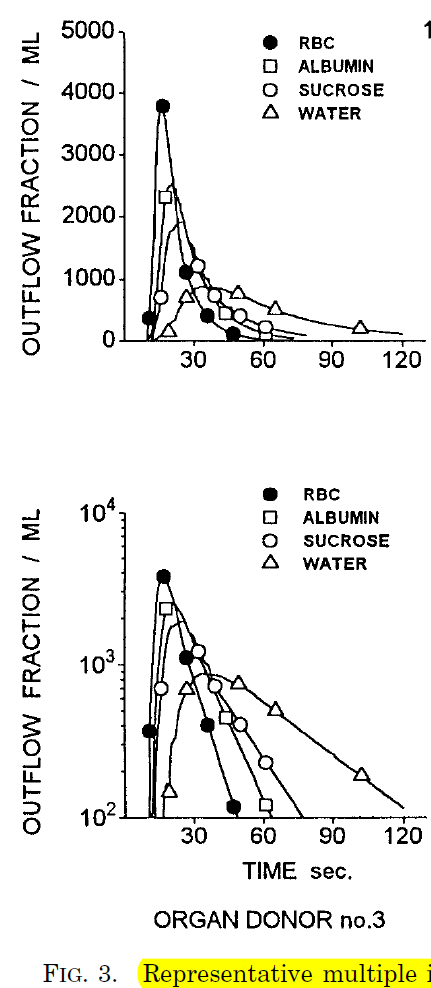 1
5000
4000
3000
2000
1000
0
OUTFLOW FRACTION / ML
RBC
ALBUMIN
SUCROSE
WATER
30 60 90 120
10^4
10^3
10^2
OUTFLOW FRACTION / ML
RBC
ALBUMIN
SUCROSE
WATER
30 60 90 120
TIME sec.
ORGAN DONOR no.3
FIG. 3. Representative multiple i